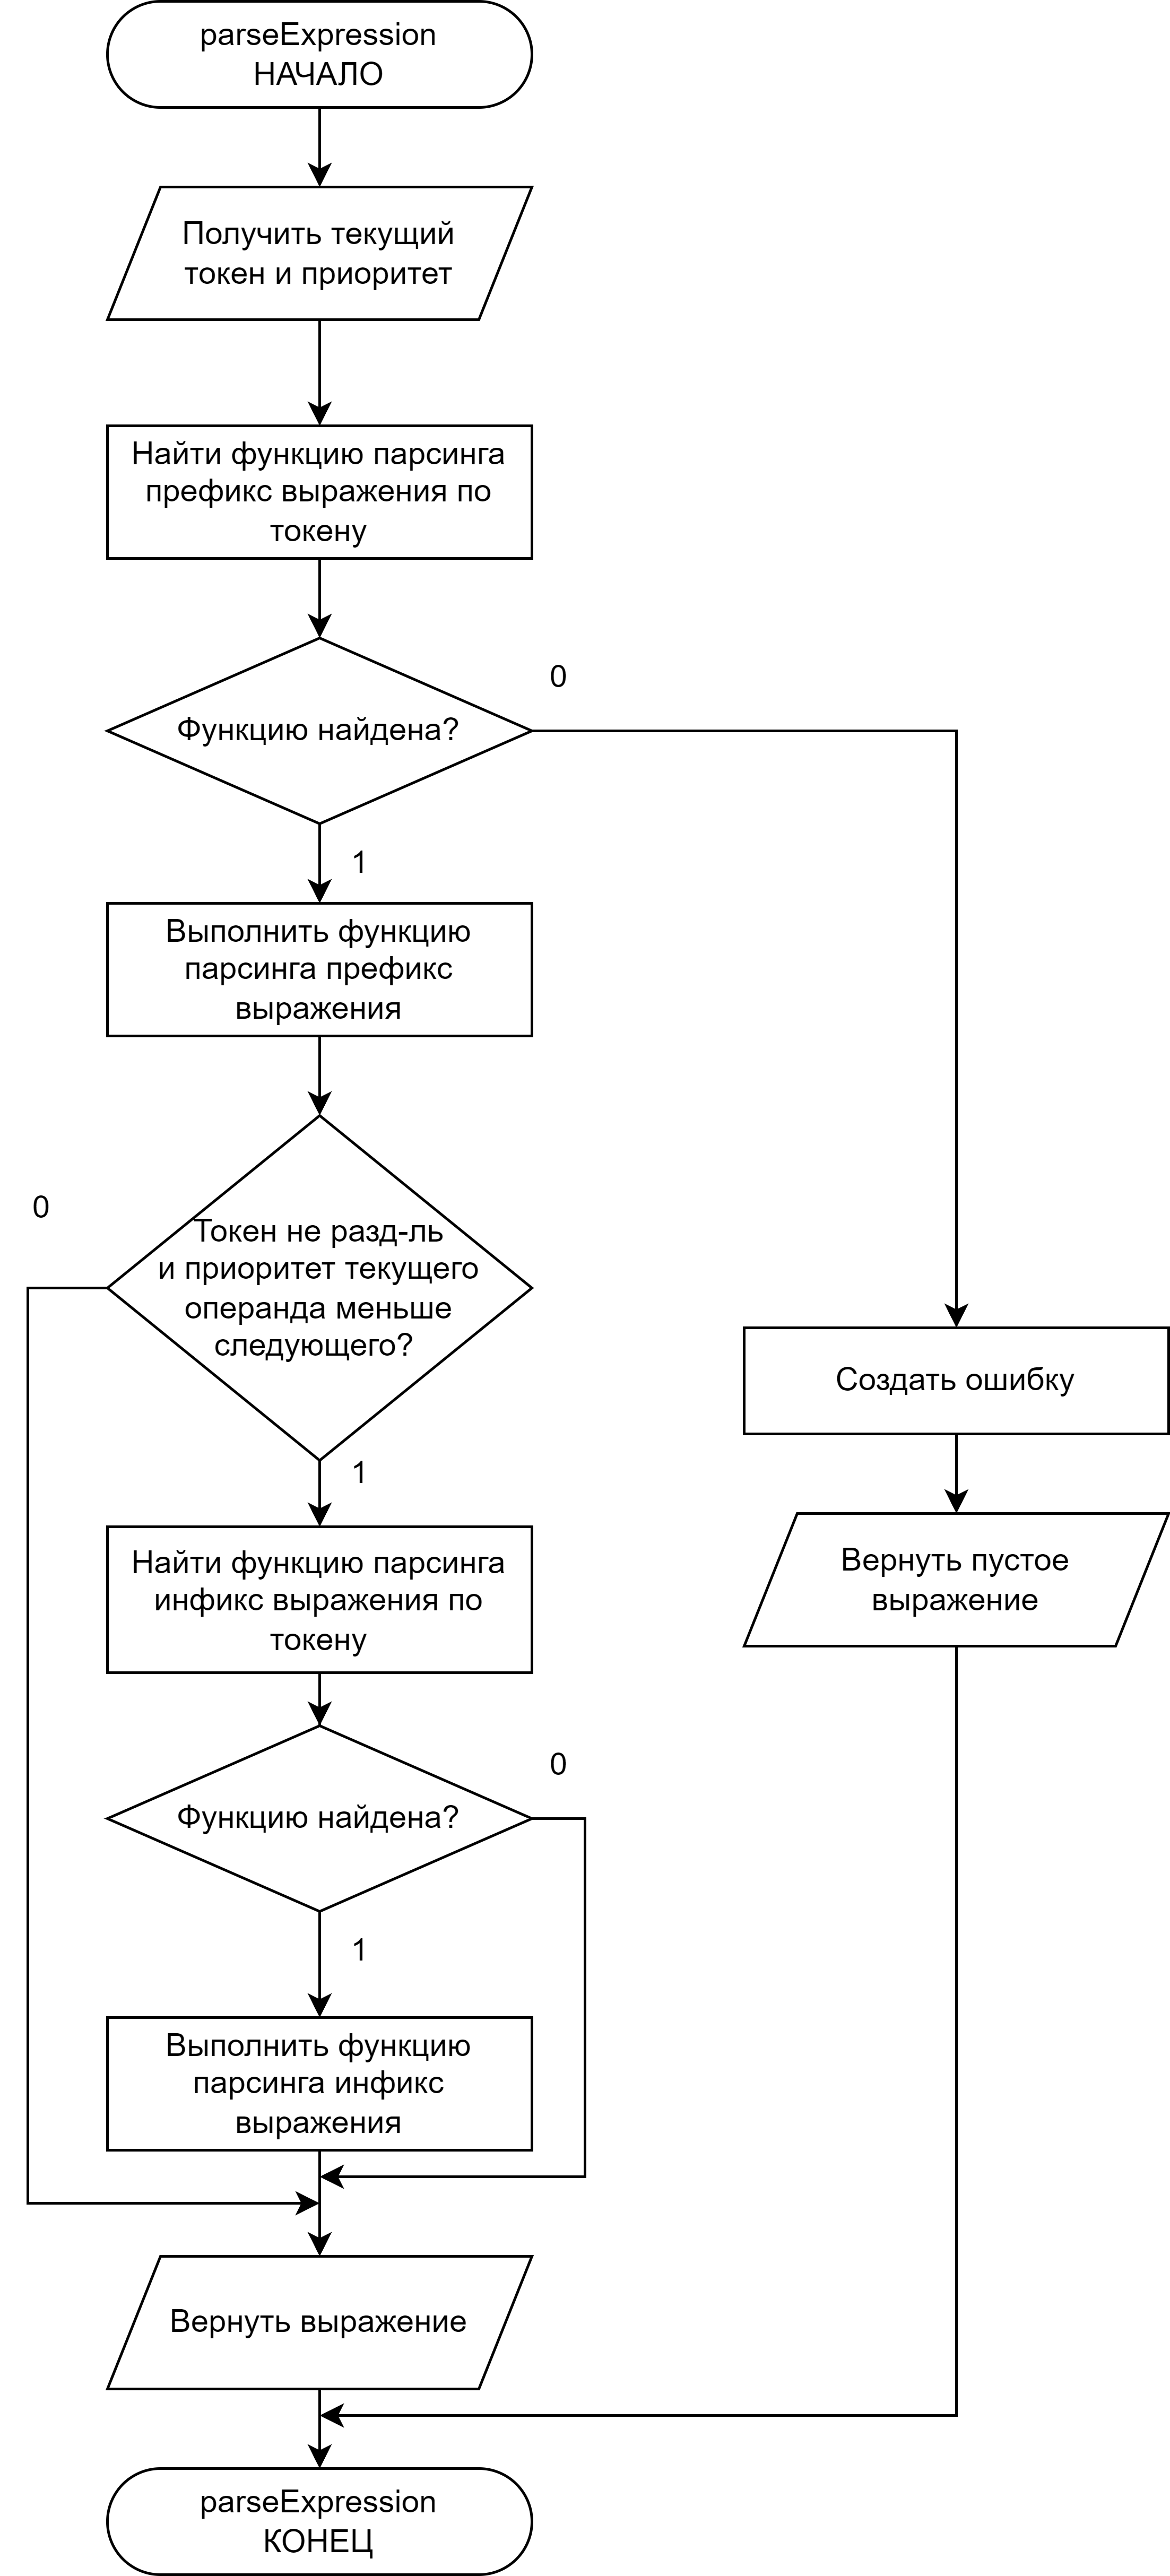 parseExpression
НАЧАЛО
Получить текущий
токен и приоритет
Найти функцию парсинга
префикс выражения по
токену
Функцию найдена?
0
1
Выполнить функцию
парсинга префикс
выражения
0
Токен не разд-ль
и приоритет текущего
операнда меньше
следующего?
1
Создать ошибку
Вернуть пустое
выражение
Найти функцию парсинга
инфикс выражения по
токену
Функцию найдена?
0
1
Выполнить функцию
парсинга инфикс
выражения
Вернуть выражение
parseExpression
КОНЕЦ